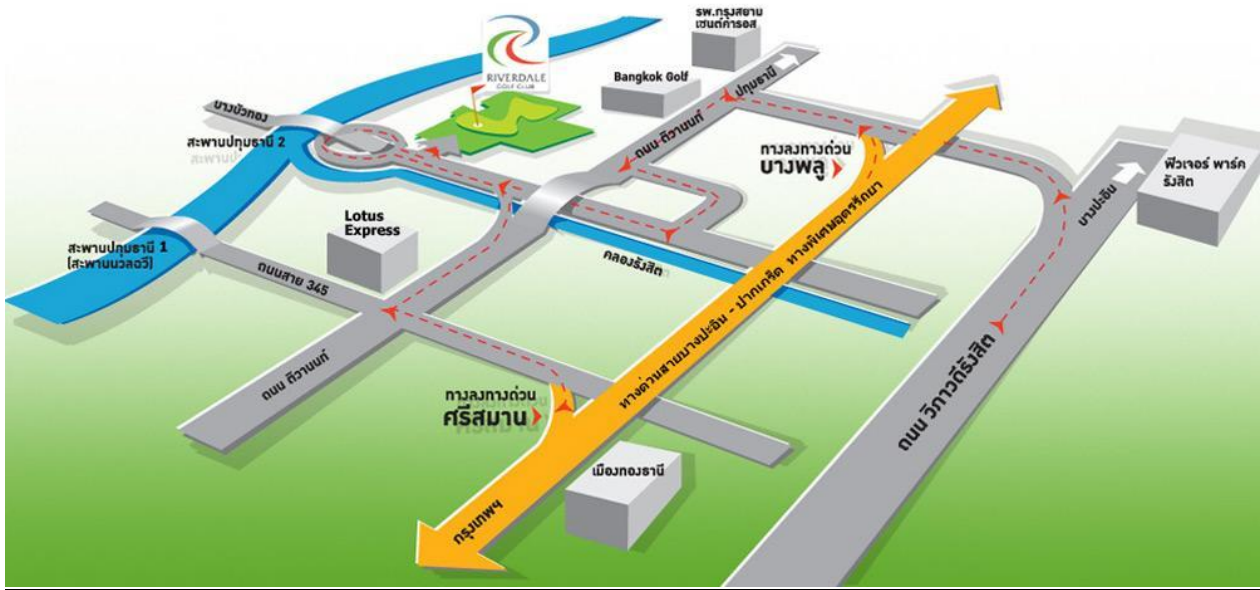 รพ.กรุงสยาม
เซนต์คาร์ลอส
RIVERDALE
GOLF CLUB
Bangkok Golf
ปทุมธานี
บางบัวทอง
สะพานปทุมธานี 2
ถนน ติวานนท์
ทางลงทางด่วน
บางพลู
ฟิวเจอร์ พาร์ค
รังสิต
บางปะอิน
Lotus
Express
สะพานปทุมธานี 1
(สะพานนวลฉวี)
ถนนสาย 345
คลองรังสิต
ทางด่วนสายบางปะอิน - ปากเกร็ด ทางพิเศษอุดรรัถยา
ถนน ติวานนท์
ทางลงทางด่วน
ศรีสมาน
ถนน วิภาวดีรังสิต
เมืองทองธานี
กรุงเทพฯ